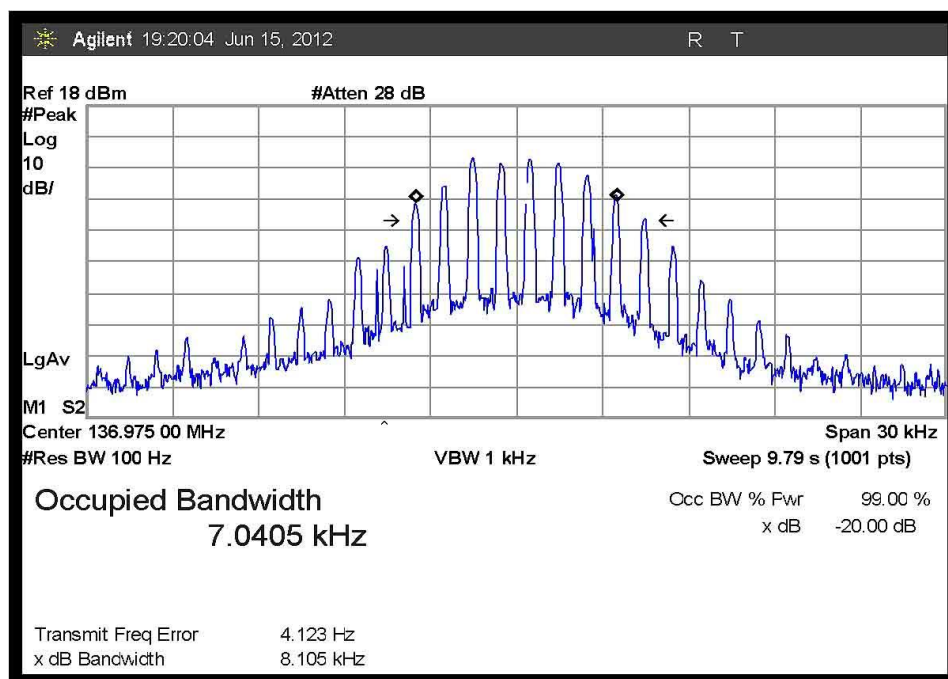 Agilent 19:20:04 Jun 15, 2012 R T
Ref 18 dBm #Atten 28 dB
#Peak
Log
10
dB/
LgAv
M1 S2
Center 136.975 00 MHz Span 30 kHz
#Res BW 100 Hz VBW 1 kHz Sweep 9.79 s (1001 pts)
Occupied Bandwidth Occ BW % Pwr 99.00 %
7.0405 kHz x dB -20.00 dB
Transmit Freq Error 4.123 Hz
x dB Bandwidth 8.105 kHz